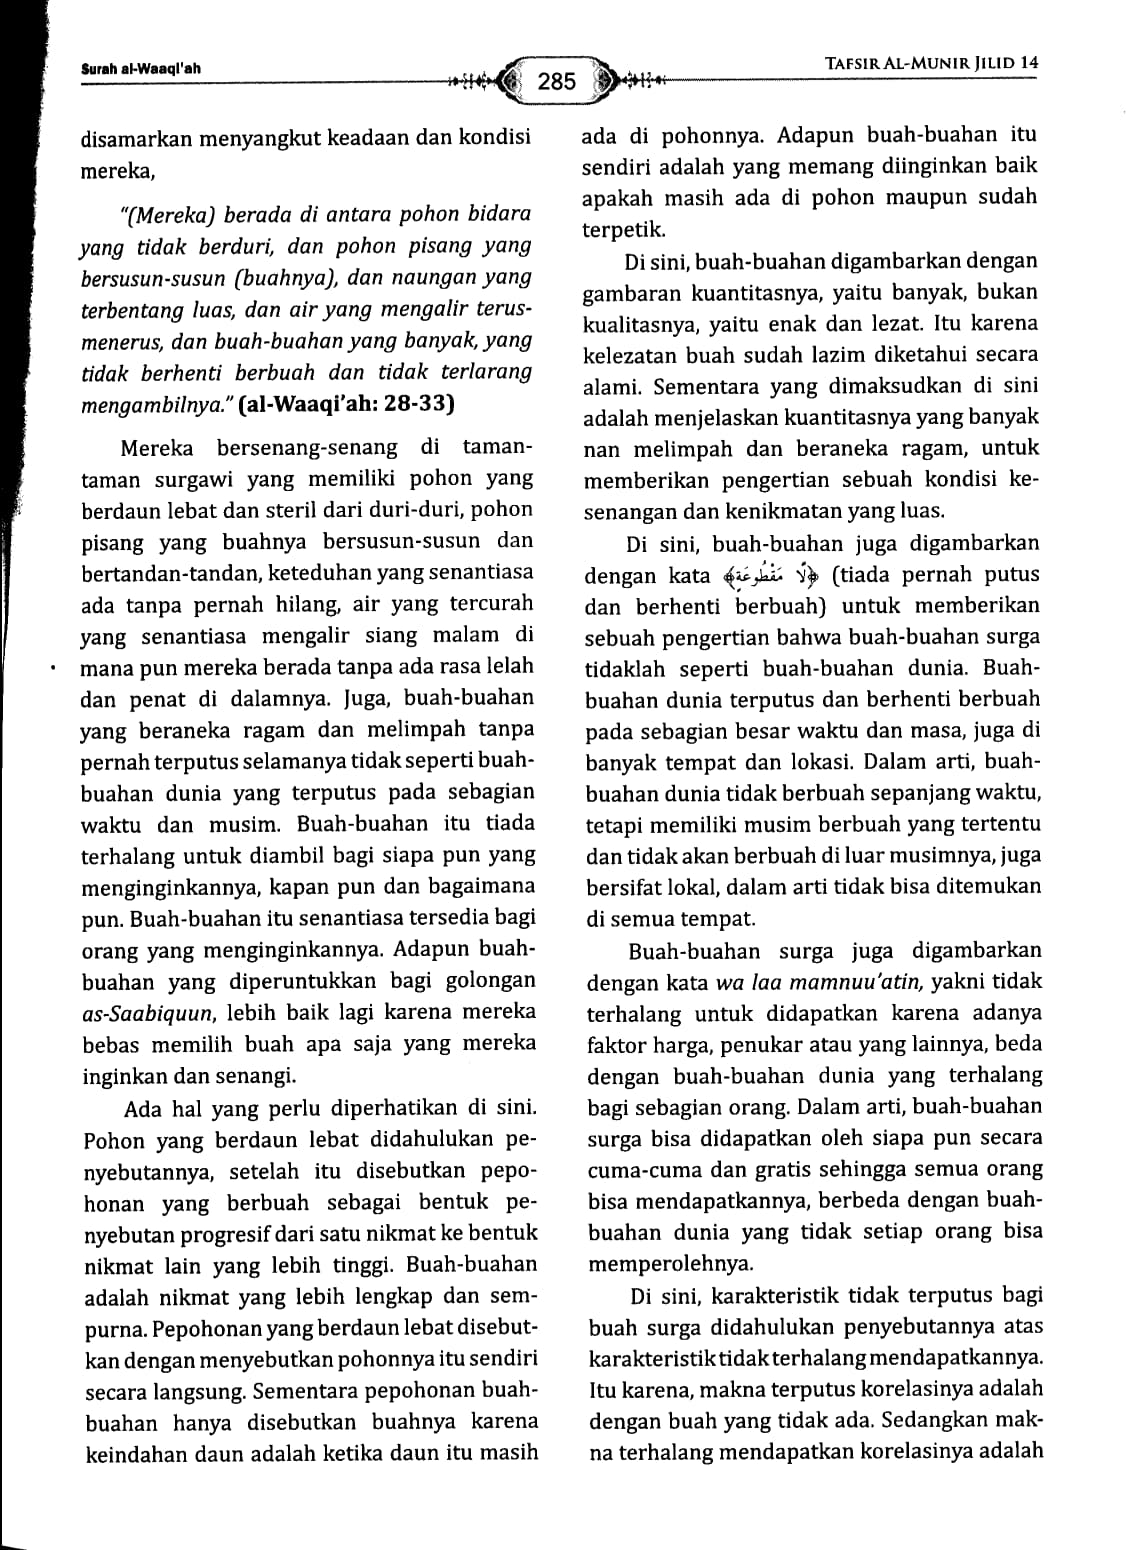 Surah al-Waaqi'ah
285
TAFSIR AL-MUNIR JILID 14
disamarkan menyangkut keadaan dan kondisi
mereka,
"(Mereka) berada di antara pohon bidara
yang tidak berduri, dan pohon pisang yang
bersusun-susun (buahnya), dan naungan yang
terbentang luas, dan air yang mengalir terus-
menerus, dan buah-buahan yang banyak, yang
tidak berhenti berbuah dan tidak terlarang
mengambilnya." (al-Waaqi'ah: 28-33)
Mereka bersenang-senang di taman-
taman surgawi yang memiliki pohon yang
berdaun lebat dan steril dari duri-duri, pohon
pisang yang buahnya bersusun-susun dan
bertandan-tandan, keteduhan yang senantiasa
ada tanpa pernah hilang, air yang tercurah
yang senantiasa mengalir siang malam di
mana pun mereka berada tanpa ada rasa lelah
dan penat di dalamnya. Juga, buah-buahan
yang beraneka ragam dan melimpah tanpa
pernah terputus selamanya tidak seperti buah-
buahan dunia yang terputus pada sebagian
waktu dan musim. Buah-buahan itu tiada
terhalang untuk diambil bagi siapa pun yang
menginginkannya, kapan pun dan bagaimana
pun. Buah-buahan itu senantiasa tersedia bagi
orang yang menginginkannya. Adapun buah-
buahan yang diperuntukkan bagi golongan
as-Saabiquun, lebih baik lagi karena mereka
bebas memilih buah apa saja yang mereka
inginkan dan senangi.
Ada hal yang perlu diperhatikan di sini.
Pohon yang berdaun lebat didahulukan pe-
nyebutannya, setelah itu disebutkan pepo-
honan yang berbuah sebagai bentuk pe-
nyebutan progresif dari satu nikmat ke bentuk
nikmat lain yang lebih tinggi. Buah-buahan
adalah nikmat yang lebih lengkap dan sem-
purna. Pepohonan yang berdaun lebat disebut-
kan dengan menyebutkan pohonnya itu sendiri
secara langsung. Sementara pepohonan buah-
buahan hanya disebutkan buahnya karena
keindahan daun adalah ketika daun itu masih
ada di pohonnya. Adapun buah-buahan itu
sendiri adalah yang memang diinginkan baik
apakah masih ada di pohon maupun sudah
terpetik.
Di sini, buah-buahan digambarkan dengan
gambaran kuantitasnya, yaitu banyak, bukan
kualitasnya, yaitu enak dan lezat. Itu karena
kelezatan buah sudah lazim diketahui secara
alami. Sementara yang dimaksudkan di sini
adalah menjelaskan kuantitasnya yang banyak
nan melimpah dan beraneka ragam, untuk
memberikan pengertian sebuah kondisi ke-
senangan dan kenikmatan yang luas.
Di sini, buah-buahan juga digambarkan
dengan kata ﴿لَّا مَقْطُوعَةٍ﴾ (tiada pernah putus
dan berhenti berbuah) untuk memberikan
sebuah pengertian bahwa buah-buahan surga
tidaklah seperti buah-buahan dunia. Buah-
buahan dunia terputus dan berhenti berbuah
pada sebagian besar waktu dan masa, juga di
banyak tempat dan lokasi. Dalam arti, buah-
buahan dunia tidak berbuah sepanjang waktu,
tetapi memiliki musim berbuah yang tertentu
dan tidak akan berbuah di luar musimnya, juga
bersifat lokal, dalam arti tidak bisa ditemukan
di semua tempat.
Buah-buahan surga juga digambarkan
dengan kata wa laa mamnuu'atin, yakni tidak
terhalang untuk didapatkan karena adanya
faktor harga, penukar atau yang lainnya, beda
dengan buah-buahan dunia yang terhalang
bagi sebagian orang. Dalam arti, buah-buahan
surga bisa didapatkan oleh siapa pun secara
cuma-cuma dan gratis sehingga semua orang
bisa mendapatkannya, berbeda dengan buah-
buahan dunia yang tidak setiap orang bisa
memperolehnya.
Di sini, karakteristik tidak terputus bagi
buah surga didahulukan penyebutannya atas
karakteristik tidak terhalang mendapatkannya.
Itu karena, makna terputus korelasinya adalah
dengan buah yang tidak ada. Sedangkan mak-
na terhalang mendapatkan korelasinya adalah